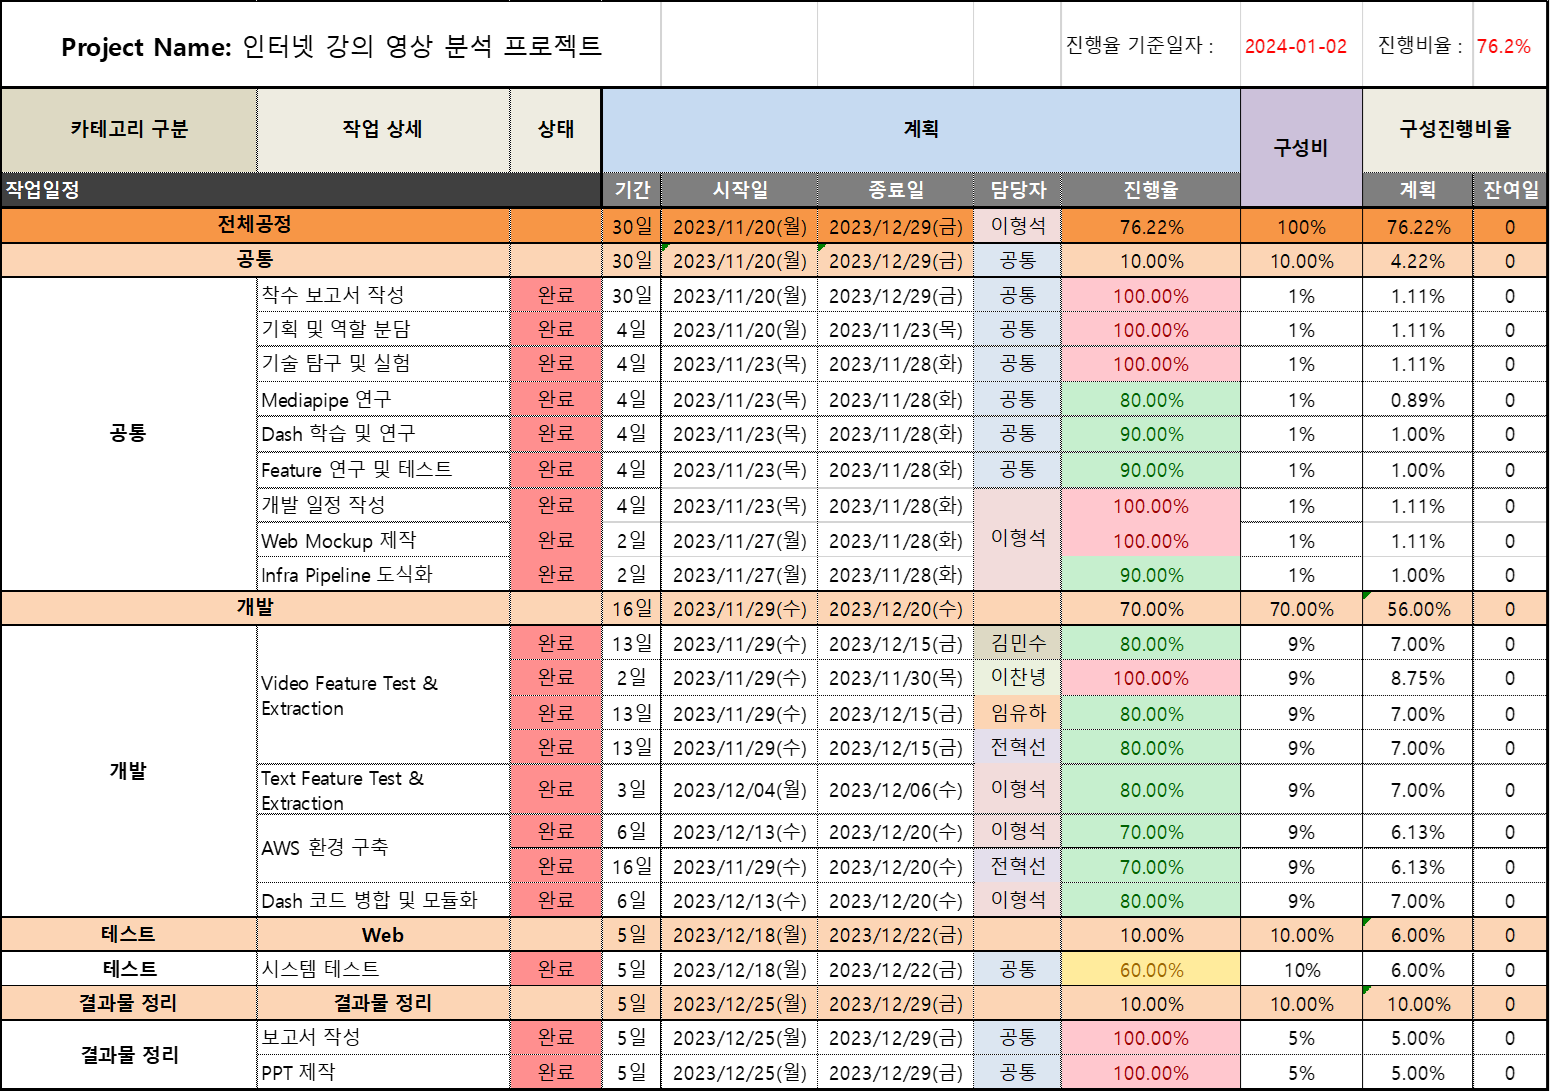 Project Name: 인터넷 강의 영상 분석 프로젝트 진행율 기준일자 : 2024-01-02 진행비율 : 76.2%
카테고리 구분 작업 상세 상태 계획 구성비 구성진행비율
작업일정 기간 시작일 종료일 담당자 진행율 계획 잔여일
전체공정 30일 2023/11/20(월) 2023/12/29(금) 이형석 76.22% 100% 76.22% 0
공통 30일 2023/11/20(월) 2023/12/29(금) 공통 10.00% 10.00% 4.22% 0
착수 보고서 작성 완료 30일 2023/11/20(월) 2023/12/29(금) 공통 100.00% 1% 1.11% 0
기획 및 역할 분담 완료 4일 2023/11/20(월) 2023/11/23(목) 공통 100.00% 1% 1.11% 0
기술 탐구 및 실험 완료 4일 2023/11/23(목) 2023/11/28(화) 공통 100.00% 1% 1.11% 0
Mediapipe 연구 완료 4일 2023/11/23(목) 2023/11/28(화) 공통 80.00% 1% 0.89% 0
공통 Dash 학습 및 연구 완료 4일 2023/11/23(목) 2023/11/28(화) 공통 90.00% 1% 1.00% 0
Feature 연구 및 테스트 완료 4일 2023/11/23(목) 2023/11/28(화) 공통 90.00% 1% 1.00% 0
개발 일정 작성 완료 4일 2023/11/23(목) 2023/11/28(화) 100.00% 1% 1.11% 0
Web Mockup 제작 완료 2일 2023/11/27(월) 2023/11/28(화) 이형석 100.00% 1% 1.11% 0
Infra Pipeline 도식화 완료 2일 2023/11/27(월) 2023/11/28(화) 90.00% 1% 1.00% 0
개발 16일 2023/11/29(수) 2023/12/20(수) 70.00% 70.00% 56.00% 0
완료 13일 2023/11/29(수) 2023/12/15(금) 김민수 80.00% 9% 7.00% 0
Video Feature Test & 완료 2일 2023/11/29(수) 2023/11/30(목) 이찬녕 100.00% 9% 8.75% 0
Extraction 완료 13일 2023/11/29(수) 2023/12/15(금) 임유하 80.00% 9% 7.00% 0
완료 13일 2023/11/29(수) 2023/12/15(금) 전혁선 80.00% 9% 7.00% 0
개발 Text Feature Test &
Extraction 완료 3일 2023/12/04(월) 2023/12/06(수) 이형석 80.00% 9% 7.00% 0
AWS 환경 구축 완료 6일 2023/12/13(수) 2023/12/20(수) 이형석 70.00% 9% 6.13% 0
완료 16일 2023/11/29(수) 2023/12/20(수) 전혁선 70.00% 9% 6.13% 0
Dash 코드 병합 및 모듈화 완료 6일 2023/12/13(수) 2023/12/20(수) 이형석 80.00% 9% 7.00% 0
테스트 Web 5일 2023/12/18(월) 2023/12/22(금) 10.00% 10.00% 6.00% 0
테스트 시스템 테스트 완료 5일 2023/12/18(월) 2023/12/22(금) 공통 60.00% 10% 6.00% 0
결과물 정리 결과물 정리 5일 2023/12/25(월) 2023/12/29(금) 10.00% 10.00% 10.00% 0
결과물 정리 보고서 작성 완료 5일 2023/12/25(월) 2023/12/29(금) 공통 100.00% 5% 5.00% 0
PPT 제작 완료 5일 2023/12/25(월) 2023/12/29(금) 공통 100.00% 5% 5.00% 0